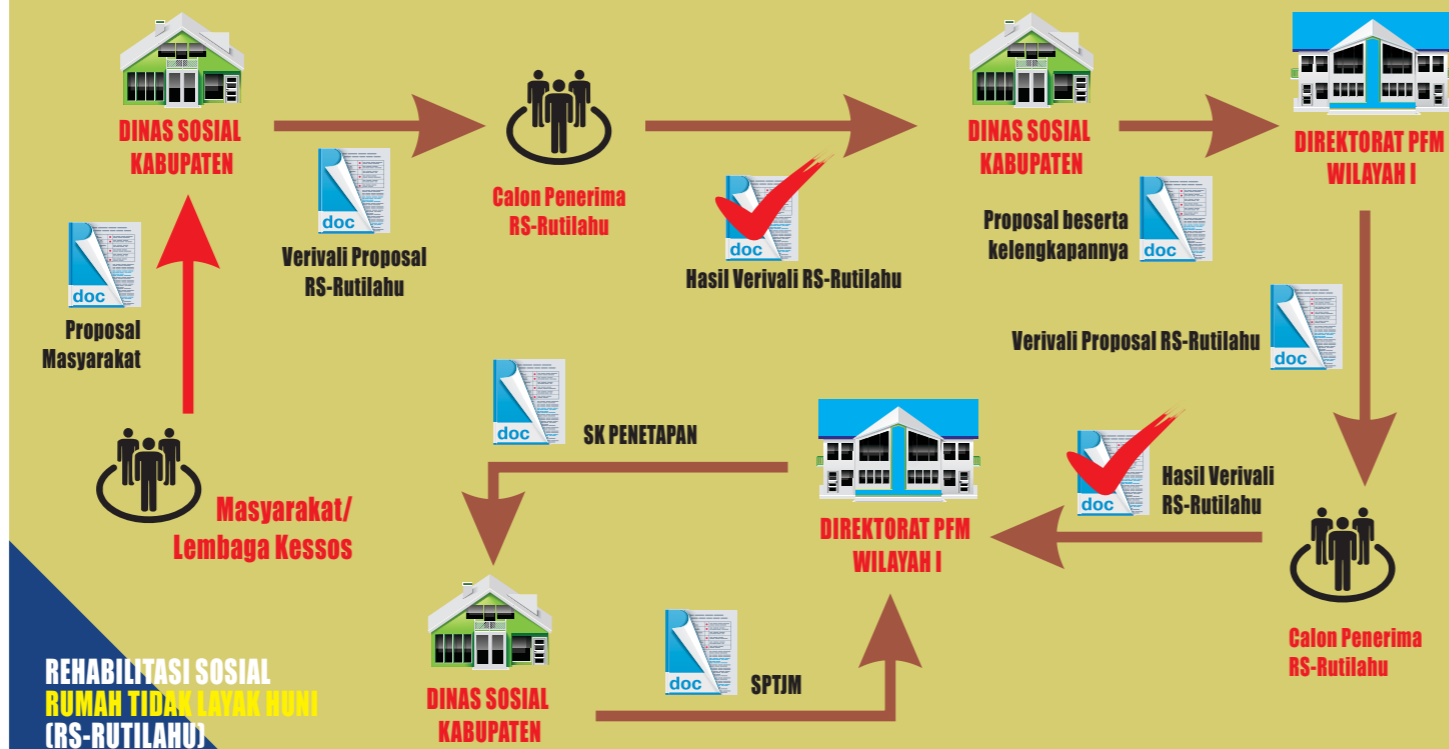 DINAS SOSIAL
KABUPATEN
doc
Verivali Proposal
RS-Rutilahu
Calon Penerima
RS-Rutilahu
doc
Hasil Verivali RS-Rutilahu
DINAS SOSIAL
KABUPATEN
Proposal beserta
kelengkapannya
doc
DIREKTORAT PFM
WILAYAH I
doc
Proposal
Masyarakat
Masyarakat/
Lembaga Kessos
Verivali Proposal RS-Rutilahu
doc
Calon Penerima
RS-Rutilahu
doc
Hasil Verivali
RS-Rutilahu
DIREKTORAT PFM
WILAYAH I
doc
SK PENETAPAN
DINAS SOSIAL
KABUPATEN
doc
SPTJM
REHABILITASI SOSIAL
RUMAH TIDAK LAYAK HUNI
(RS-RUTILAHU)